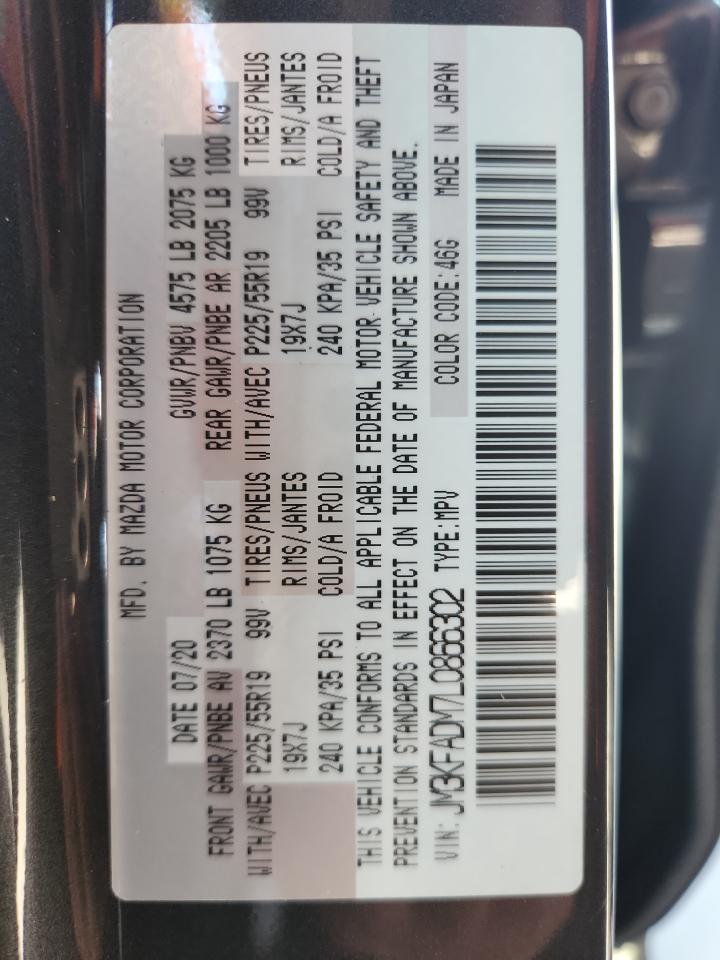 MFD. BY MAZDA MOTOR CORPORATION
DATE 07/20 GVWR/PNBV 4575 LB 2075 KG
FRONT GAWR/PNBE AV 2370 LB 1075 KG REAR GAWR/PNBE AR 2205 LB 1000 KG
WITH/AVEC P225/55R19 99V TIRES/PNEUS WITH/AVEC P225/55R19 99V TIRES/PNEUS
19X7J RIMS/JANTES 19X7J RIMS/JANTES
240 KPA/35 PSI COLD/A FROID 240 KPA/35 PSI COLD/A FROID
THIS VEHICLE CONFORMS TO ALL APPLICABLE FEDERAL MOTOR VEHICLE SAFETY AND THEFT
PREVENTION STANDARDS IN EFFECT ON THE DATE OF MANUFACTURE SHOWN ABOVE.
VIN: JM3KFADM7L0866302 TYPE:MPV COLOR CODE:46G MADE IN JAPAN